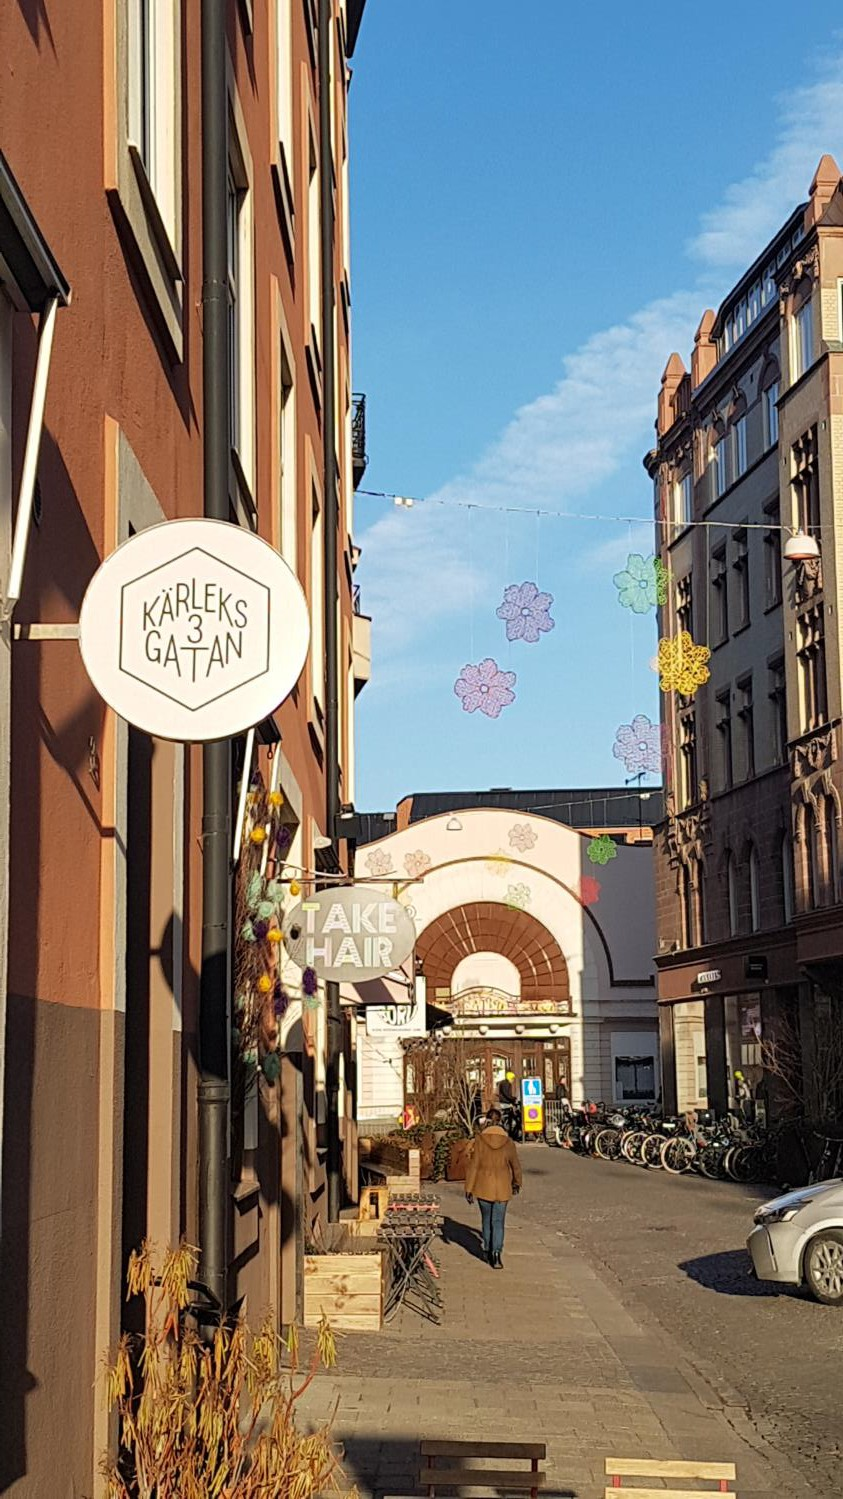 KÄRLEKS
3
GATAN
TAKE
HAIR